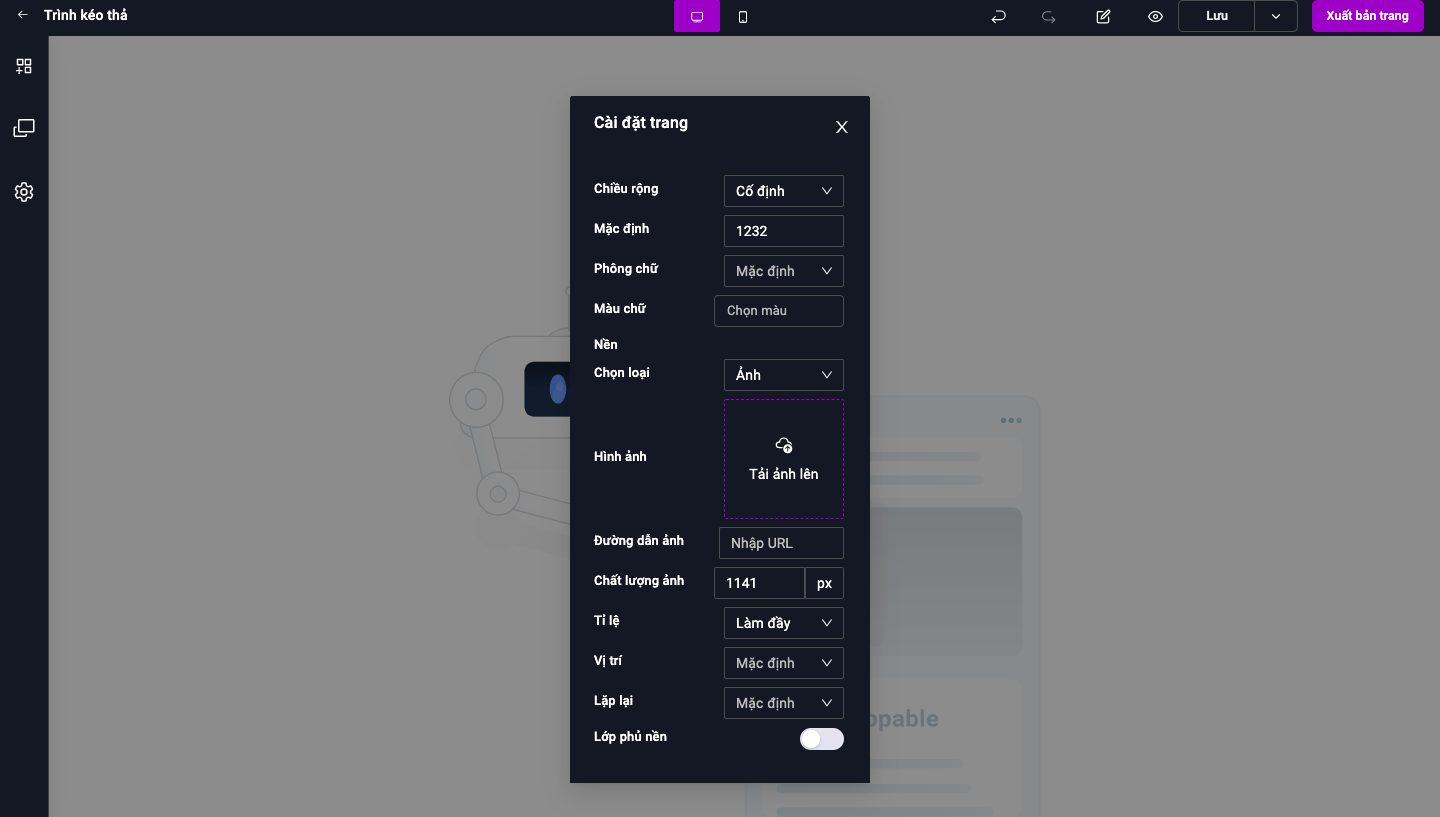 Trình kéo thả
Lưu
Xuất bản trang
Cài đặt trang
Chiều rộng
Cố định
Mặc định
1232
Phông chữ
Mặc định
Màu chữ
Chọn màu
Nền
Chọn loại
Ảnh
Hình ảnh
Tải ảnh lên
Đường dẫn ảnh
Nhập URL
Chất lượng ảnh
1141
px
Tỉ lệ
Làm đầy
Vị trí
Mặc định
Lặp lại
Mặc định
opable
Lớp phủ nền